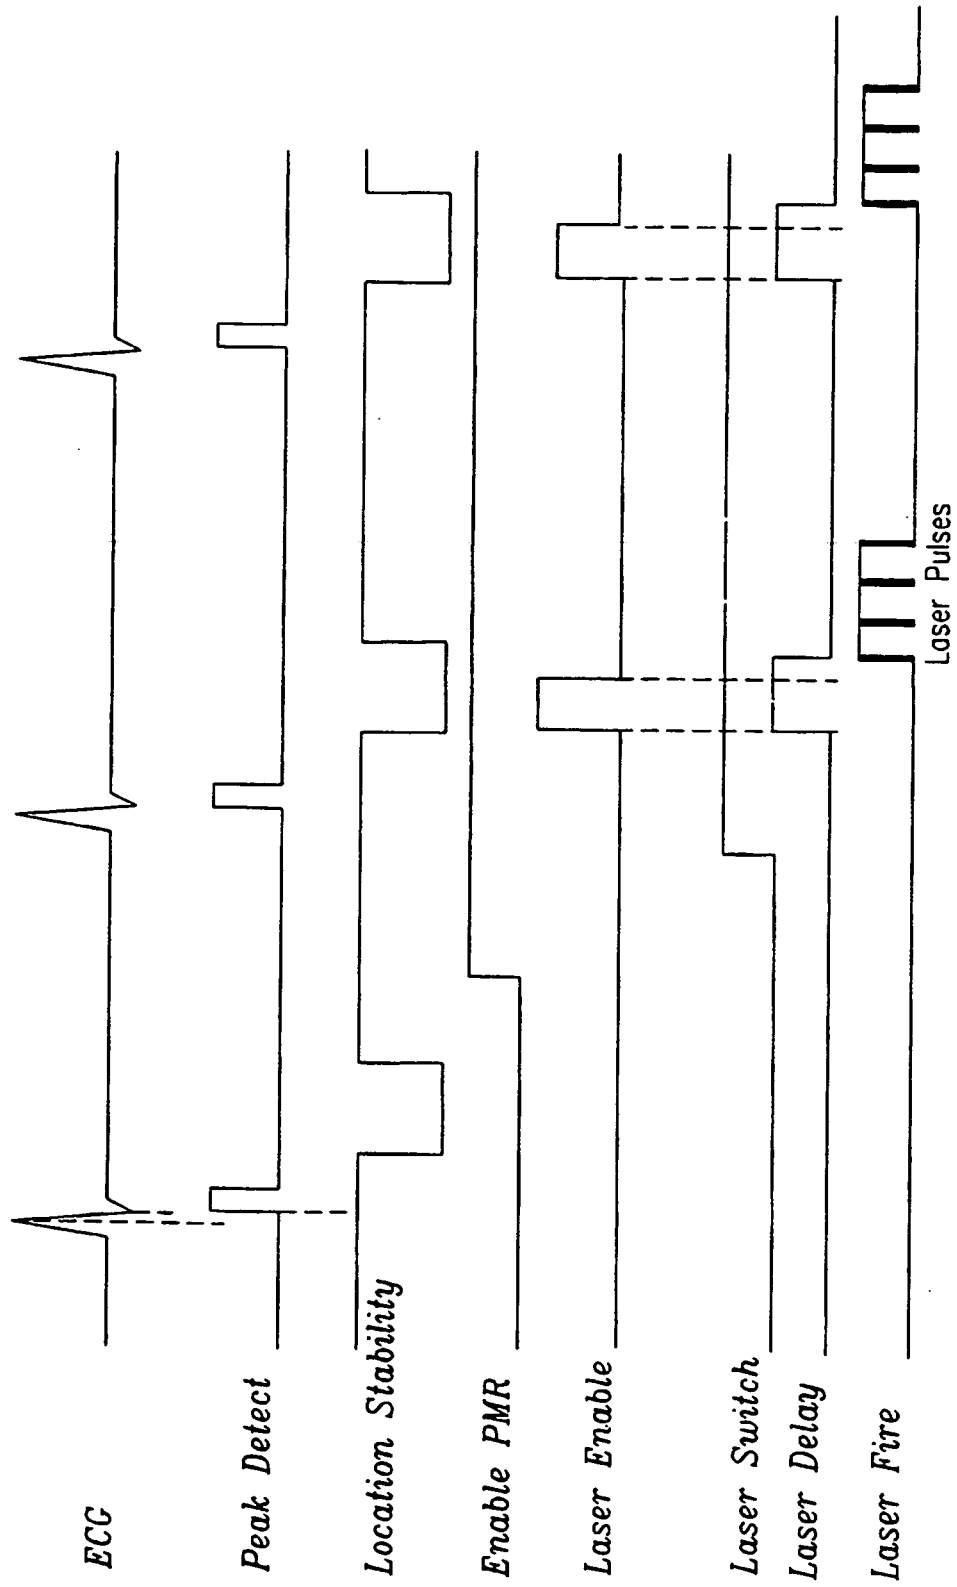 ECG
Peak Detect
Location Stability
Enable PMR
Laser Enable
Laser Switch
Laser Delay
Laser Fire
Laser Pulses